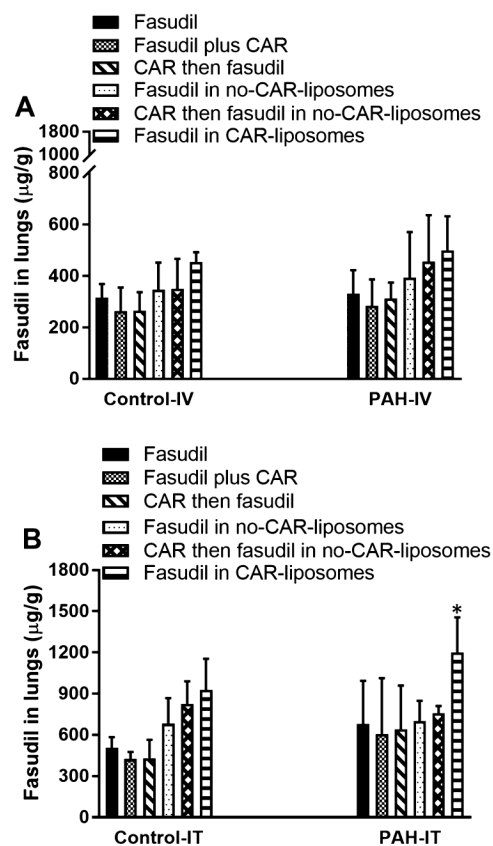 Fasudil
Fasudil plus CAR
CAR then fasudil
Fasudil in no-CAR-liposomes
CAR then fasudil in no-CAR-liposomes
Fasudil in CAR-liposomes
A
1800
1000
800
600
400
200
0
Fasudil in lungs (µg/g)
Control-IV PAH-IV
Fasudil
Fasudil plus CAR
CAR then fasudil
Fasudil in no-CAR-liposomes
CAR then fasudil in no-CAR-liposomes
Fasudil in CAR-liposomes
B
1800
1500
1200
900
600
300
0
Fasudil in lungs (µg/g)
*
Control-IT PAH-IT